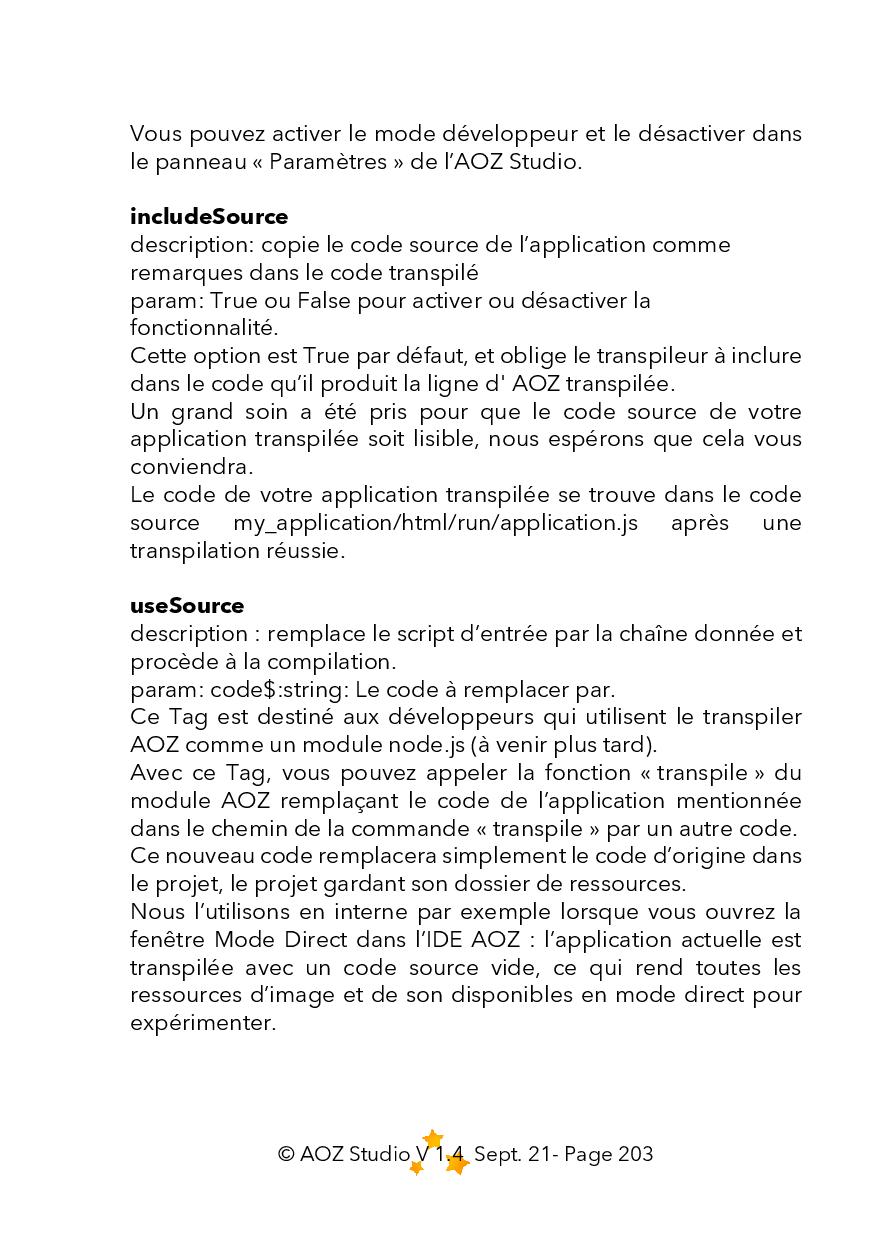 Vous pouvez activer le mode développeur et le désactiver dans
le panneau « Paramètres » de l’AOZ Studio.
includeSource
description: copie le code source de l’application comme
remarques dans le code transpilé
param: True ou False pour activer ou désactiver la
fonctionnalité.
Cette option est True par défaut, et oblige le transpileur à inclure
dans le code qu’il produit la ligne d' AOZ transpilée.
Un grand soin a été pris pour que le code source de votre
application transpilée soit lisible, nous espérons que cela vous
conviendra.
Le code de votre application transpilée se trouve dans le code
source my_application/html/run/application.js après une
transpilation réussie.
useSource
description : remplace le script d’entrée par la chaîne donnée et
procède à la compilation.
param: code$:string: Le code à remplacer par.
Ce Tag est destiné aux développeurs qui utilisent le transpiler
AOZ comme un module node.js (à venir plus tard).
Avec ce Tag, vous pouvez appeler la fonction « transpile » du
module AOZ remplaçant le code de l’application mentionnée
dans le chemin de la commande « transpile » par un autre code.
Ce nouveau code remplacera simplement le code d’origine dans
le projet, le projet gardant son dossier de ressources.
Nous l’utilisons en interne par exemple lorsque vous ouvrez la
fenêtre Mode Direct dans l’IDE AOZ : l’application actuelle est
transpilée avec un code source vide, ce qui rend toutes les
ressources d’image et de son disponibles en mode direct pour
expérimenter.
© AOZ Studio V 1.4 Sept. 21- Page 203